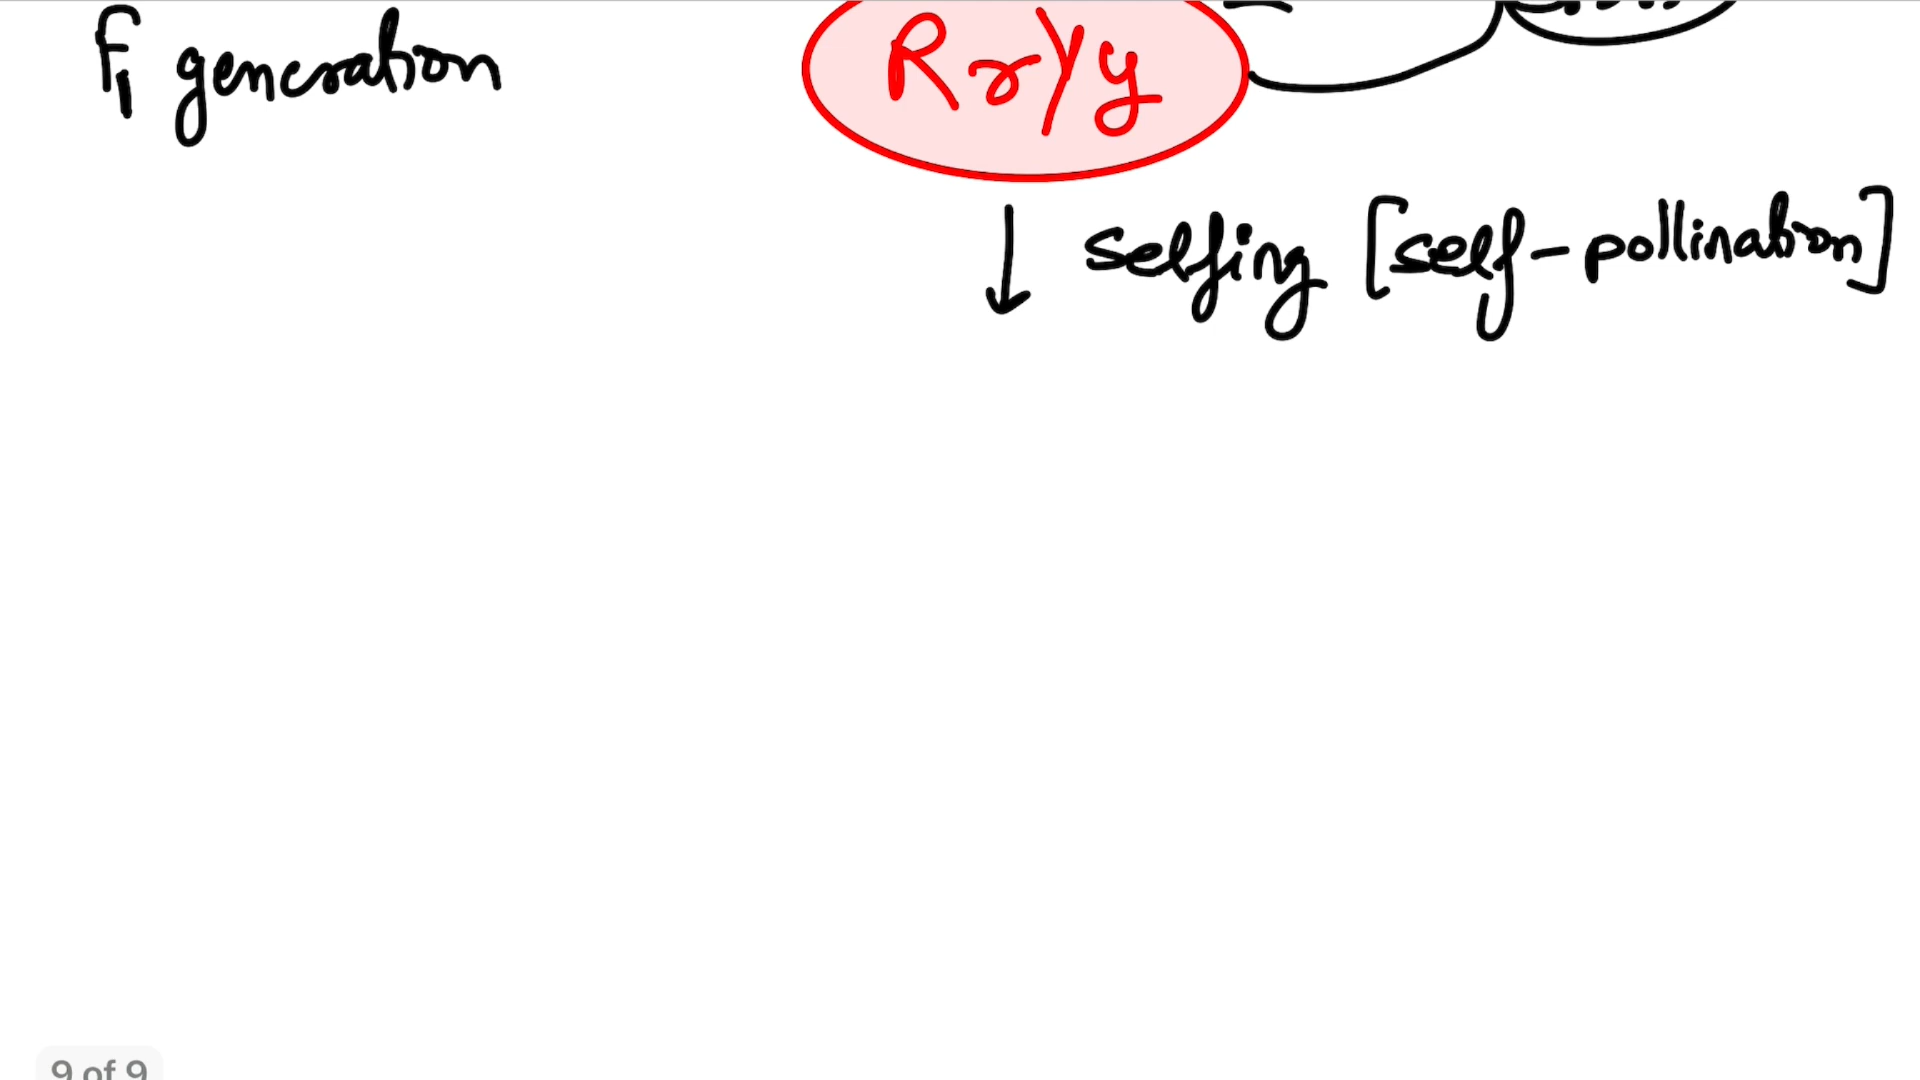 F1 generation
RrYy
↓ selfing [self-pollination]
9 of 9